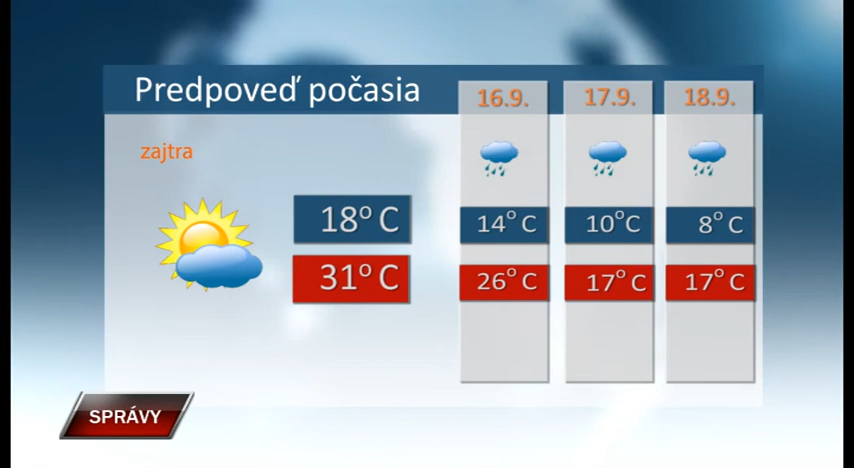 Predpoveď počasia
zajtra
18° C
31° C
16.9.
14° C
26° C
17.9.
10°C
17° C
18.9.
8° C
17° C
SPRÁVY